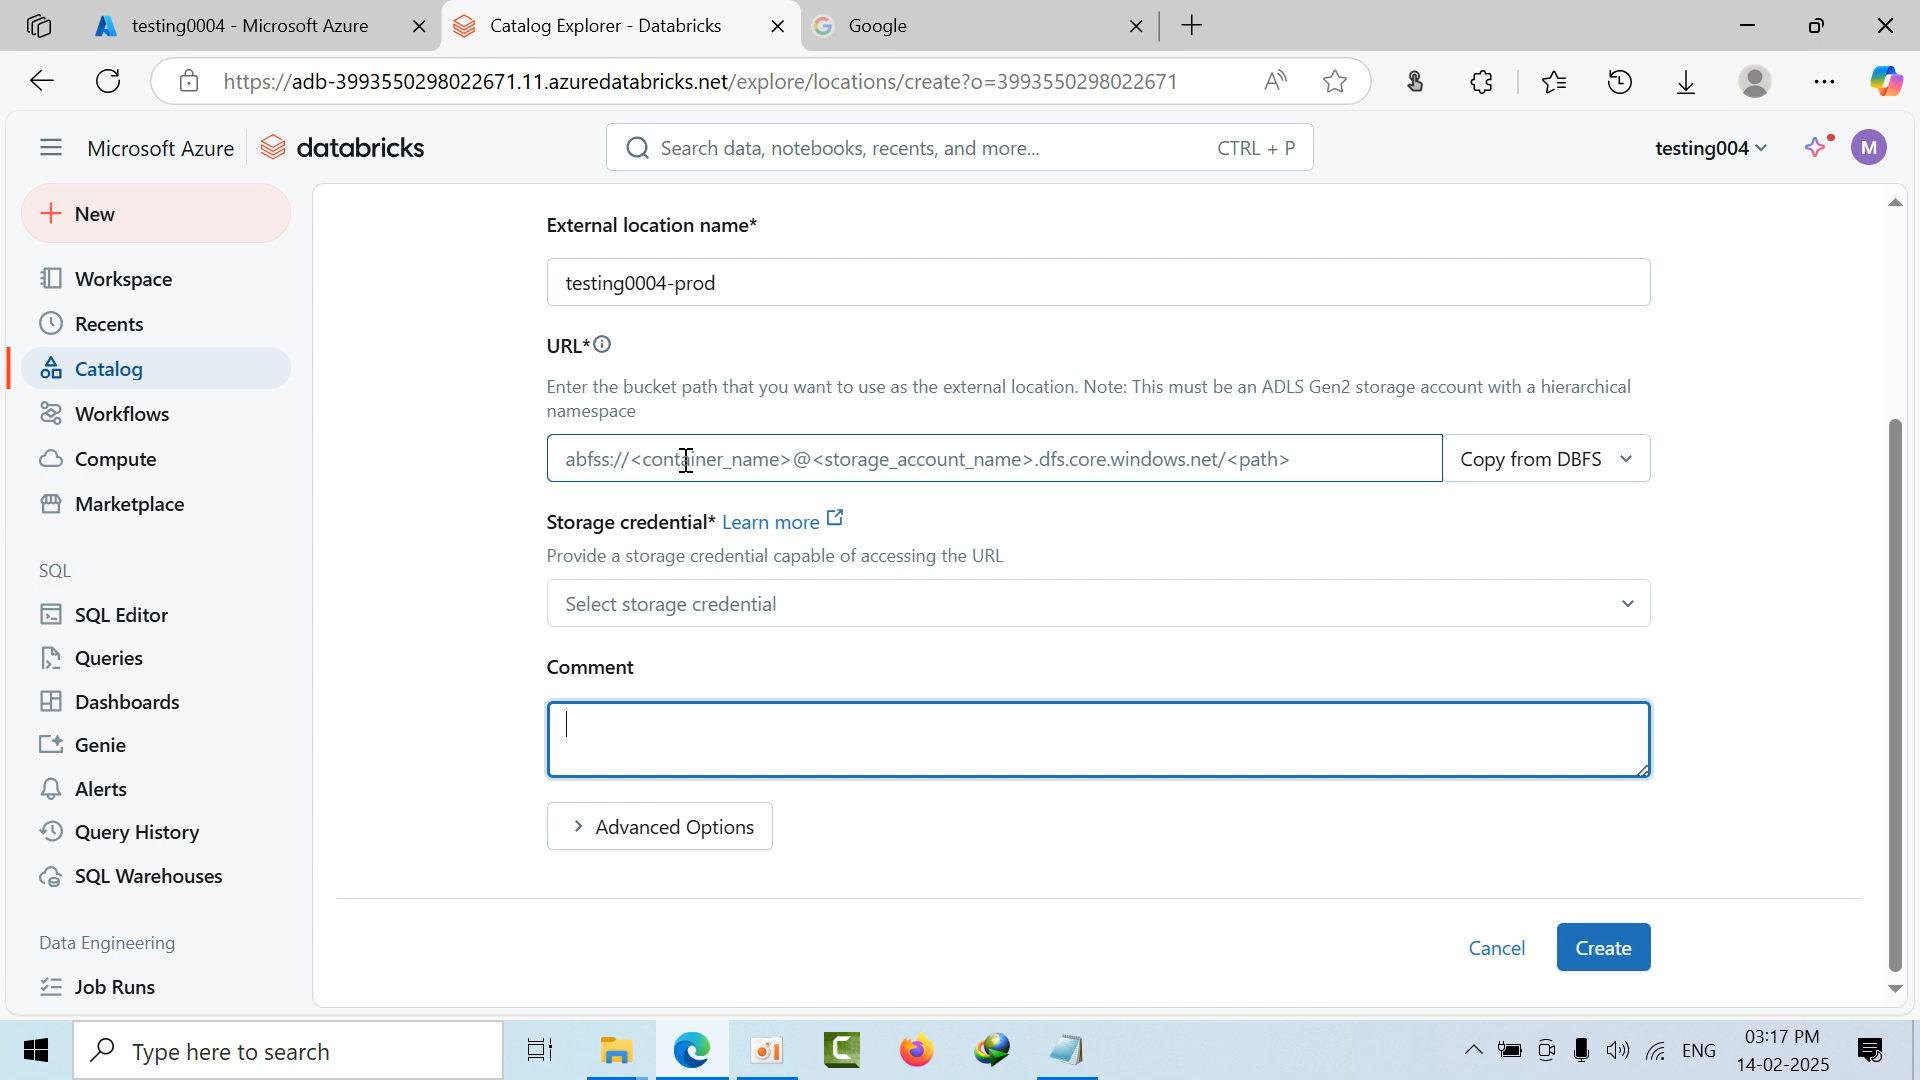 testing0004 - Microsoft Azure
Catalog Explorer - Databricks
Google
https://adb-3993550298022671.11.azuredatabricks.net/explore/locations/create?o=3993550298022671
Microsoft Azure
databricks
Search data, notebooks, recents, and more...
CTRL + P
testing004
M
New
Workspace
Recents
Catalog
Workflows
Compute
Marketplace
SQL
SQL Editor
Queries
Dashboards
Genie
Alerts
Query History
SQL Warehouses
Data Engineering
Job Runs
External location name*
testing0004-prod
URL*
Enter the bucket path that you want to use as the external location. Note: This must be an ADLS Gen2 storage account with a hierarchical
namespace
abfss://<container_name>@<storage_account_name>.dfs.core.windows.net/<path>
Copy from DBFS
Storage credential* Learn more
Provide a storage credential capable of accessing the URL
Select storage credential
Comment
Advanced Options
Cancel
Create
Type here to search
ENG
03:17 PM
14-02-2025